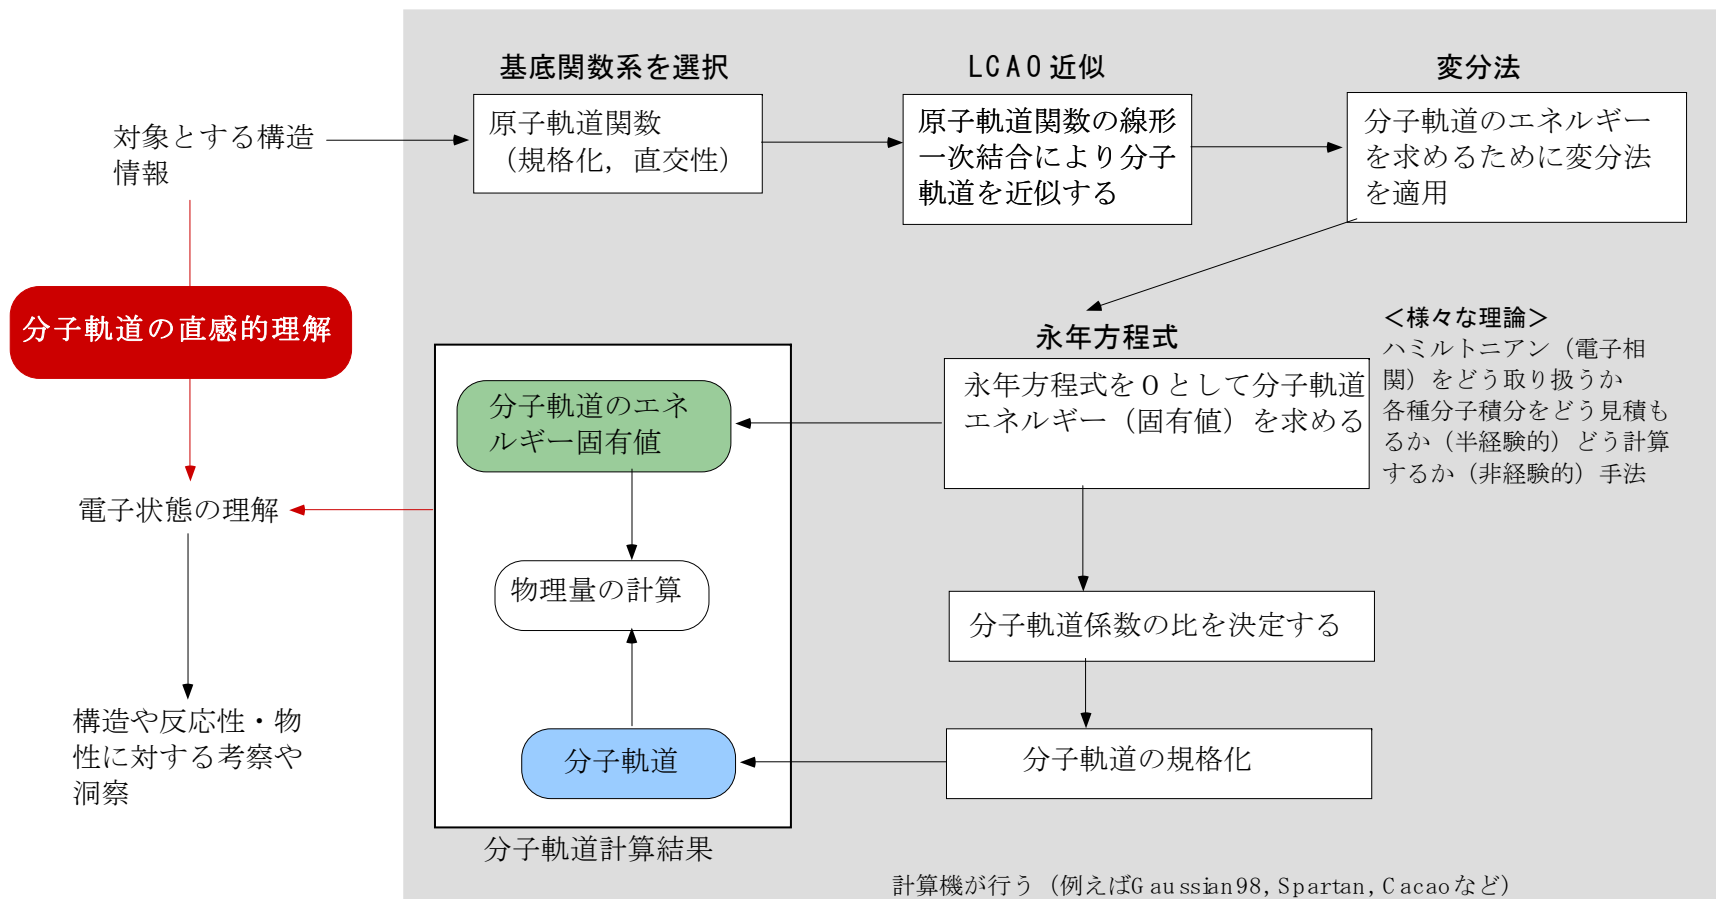 基底関数系を選択
LCAO 近似
変分法
対象とする構造
情報
原子軌道関数
（規格化，直交性）
原子軌道関数の線形
一次結合により分子
軌道を近似する
分子軌道のエネルギー
を求めるために変分法
を適用
分子軌道の直感的理解
永年方程式
永年方程式を０として分子軌道
エネルギー（固有値）を求める
＜様々な理論＞
ハミルトニアン（電子相
関）をどう取り扱うか
各種分子積分をどう見積も
るか（半経験的）どう計算
するか（非経験的）手法
分子軌道のエネ
ルギー固有値
電子状態の理解
物理量の計算
分子軌道係数の比を決定する
構造や反応性・物
性に対する考察や
洞察
分子軌道
分子軌道の規格化
分子軌道計算結果
計算機が行う（例えばGaussian98, Spartan, Cacaoなど）